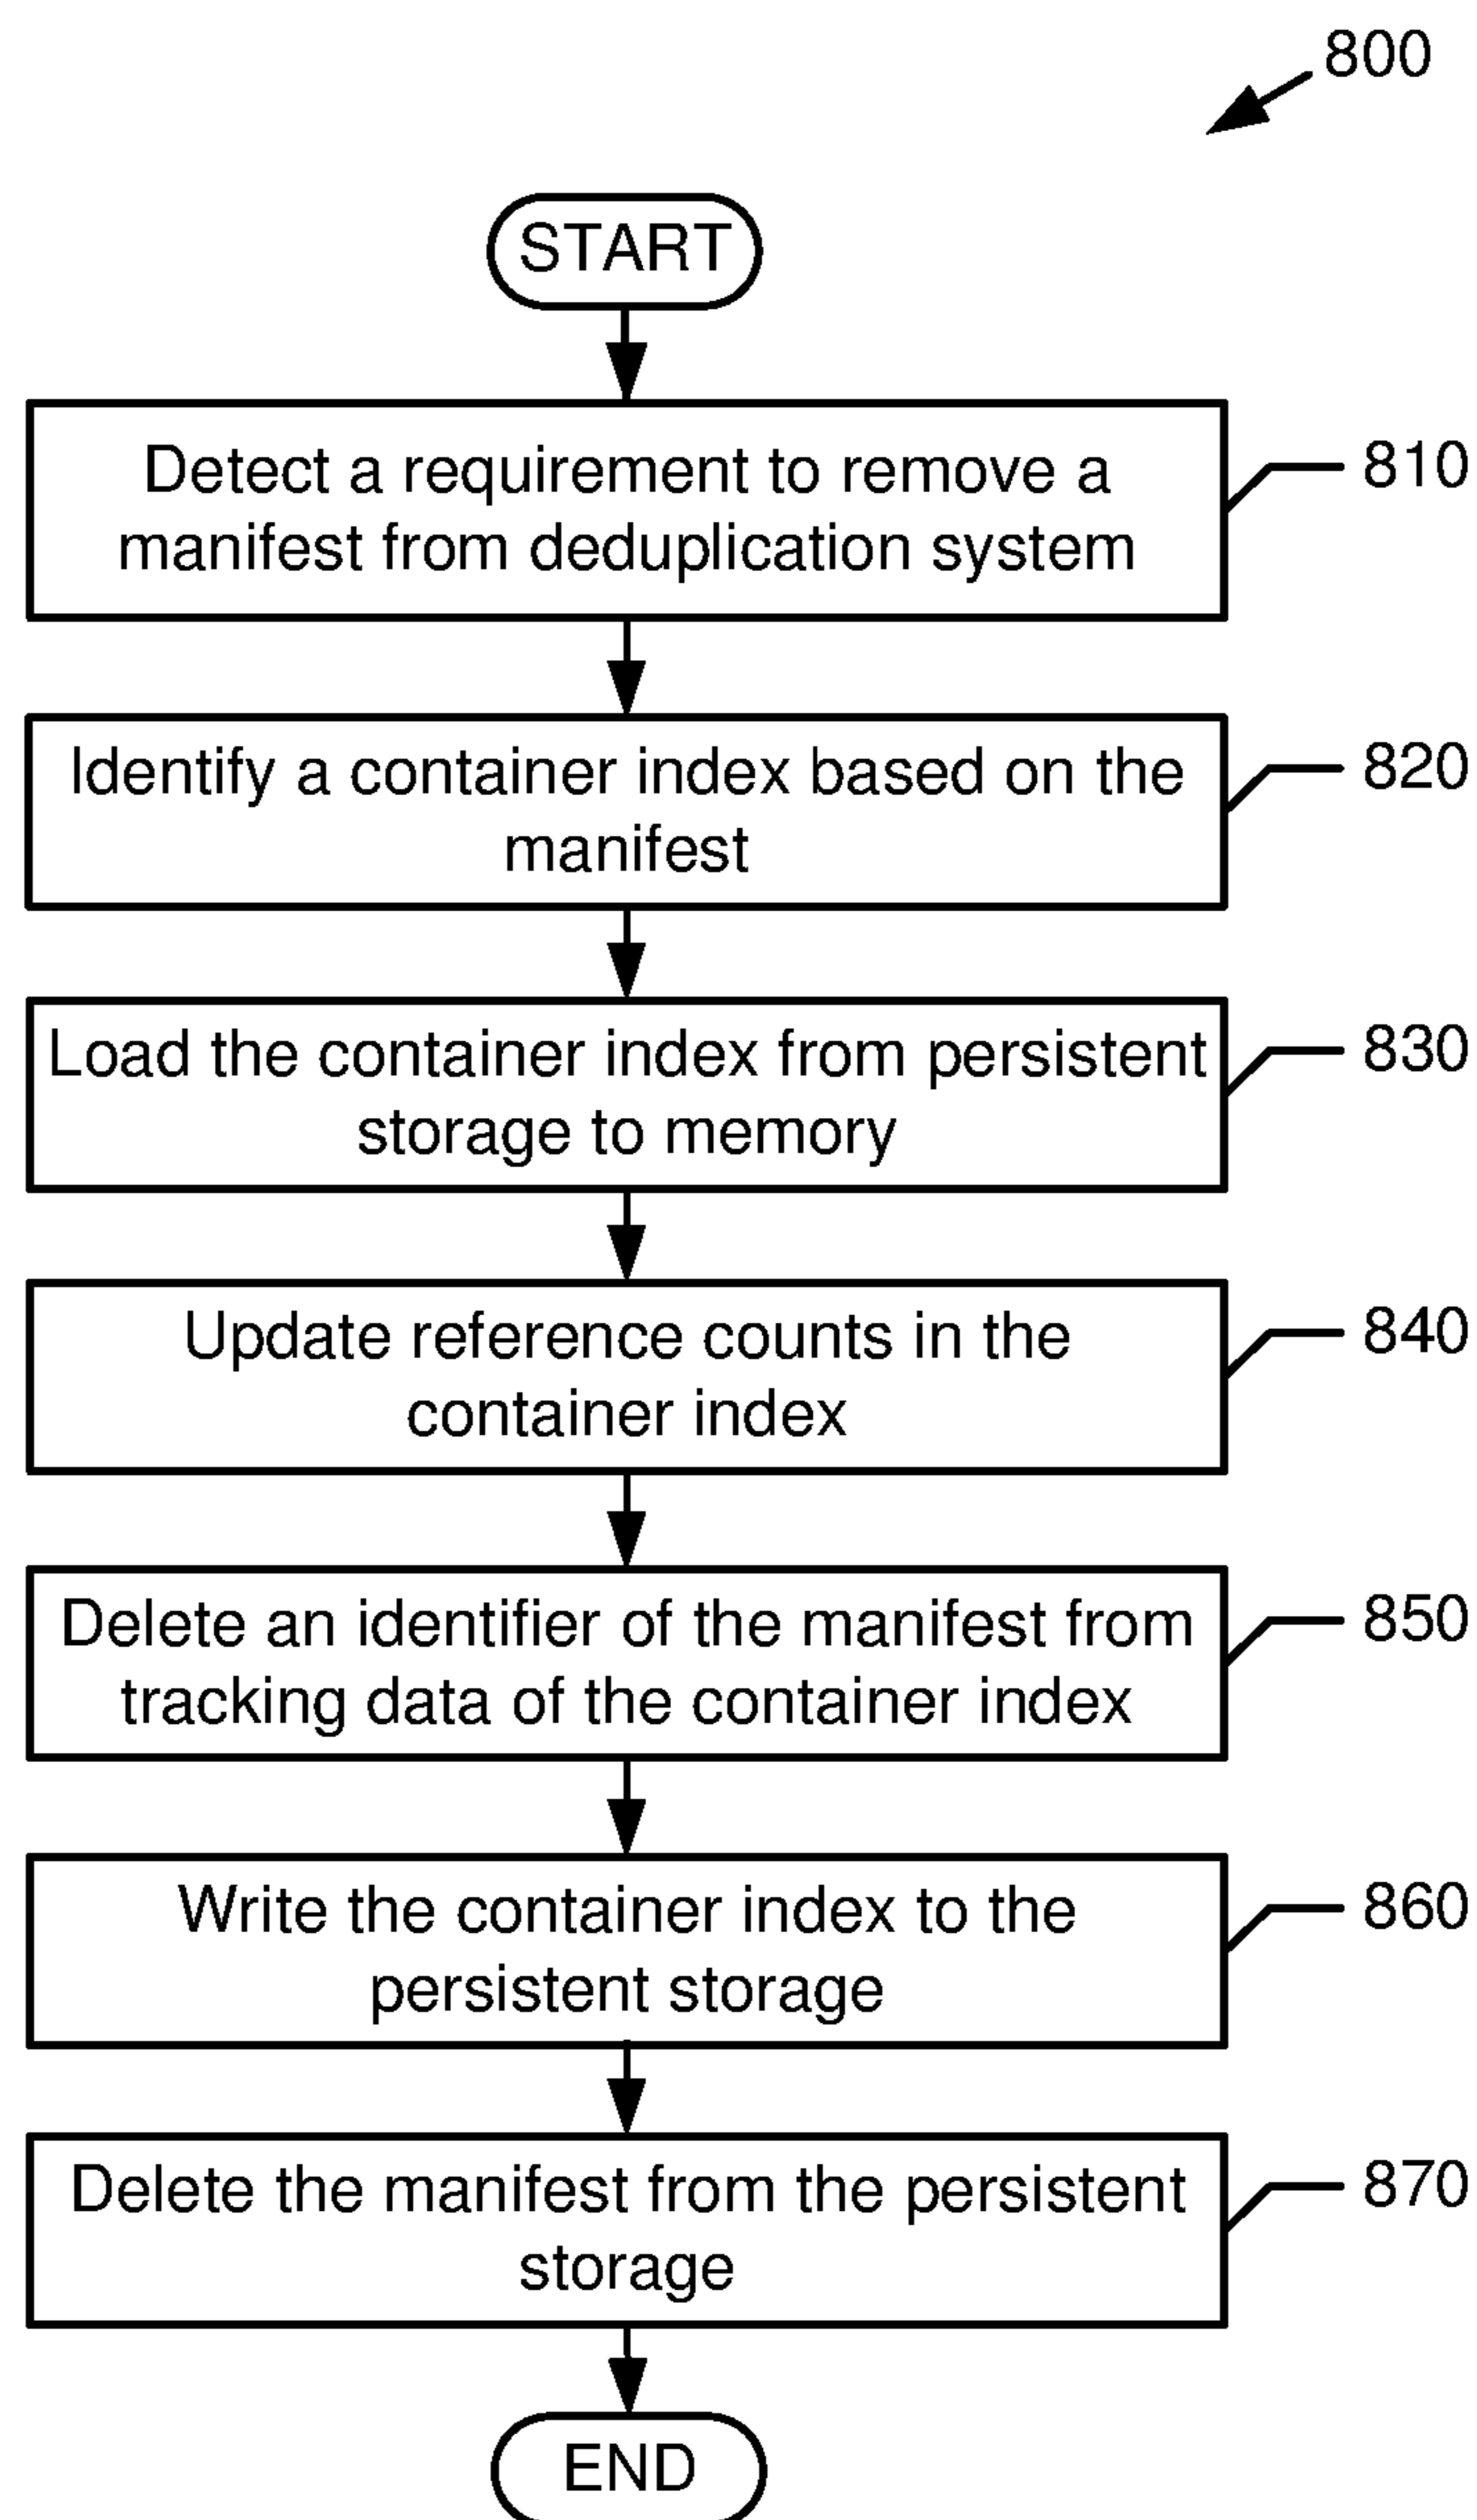 800
START
Detect a requirement to remove a
manifest from deduplication system
810
Identify a container index based on the
manifest
820
Load the container index from persistent
storage to memory
830
Update reference counts in the
container index
840
Delete an identifier of the manifest from
tracking data of the container index
850
Write the container index to the
persistent storage
860
Delete the manifest from the persistent
storage
870
END